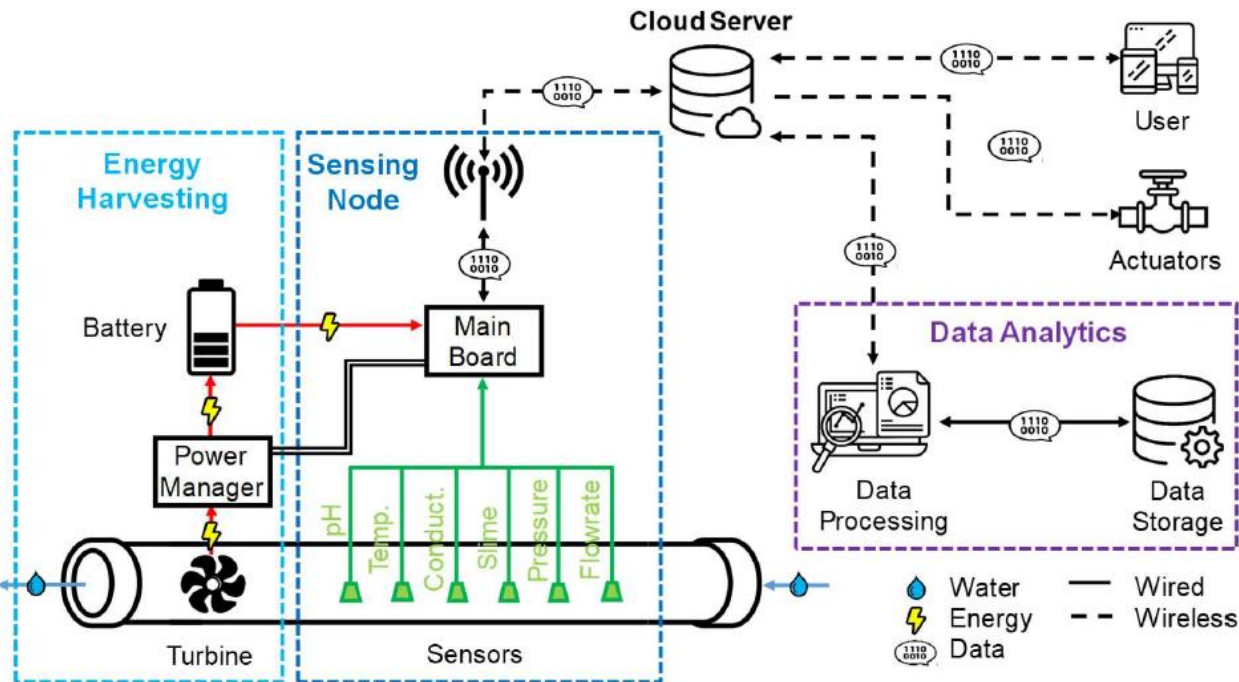 Cloud Server
1110
0010
1110
0010
User
1110
0010
Energy
Harvesting
Sensing
Node
1110
0010
1110
0010
Actuators
Battery
Main
Board
Data Analytics
Power
Manager
1110
0010
Data
Processing
Data
Storage
pH
Temp.
Conduct.
Slime
Pressure
Flowrate
Turbine
Sensors
Water
Wired
Energy
Wireless
1110
0010
Data